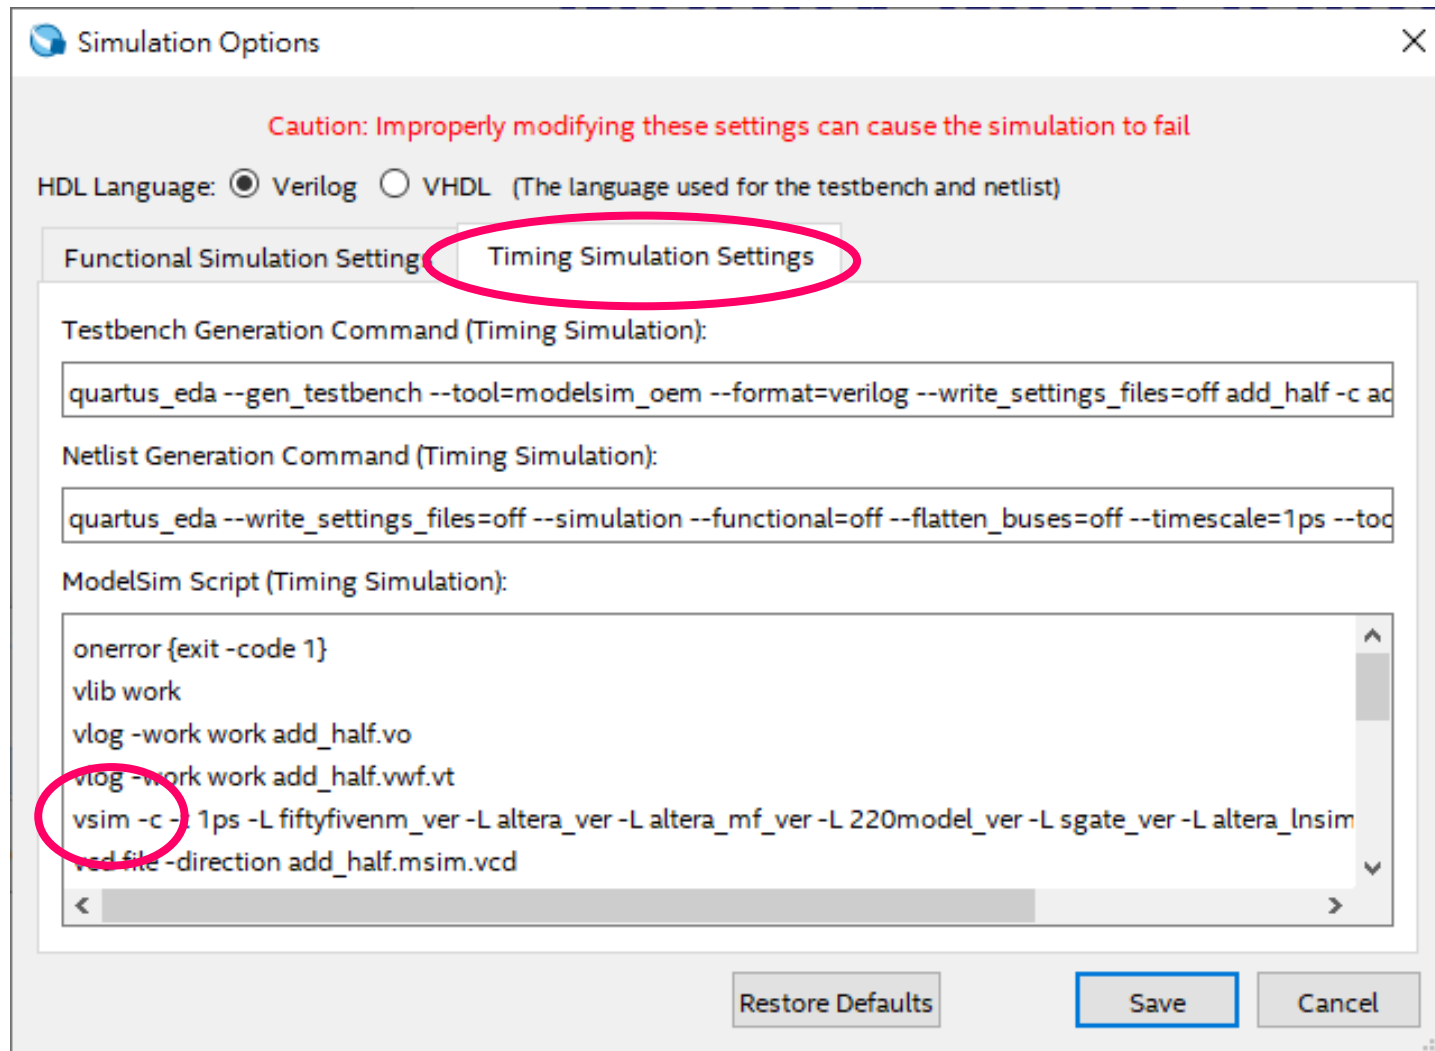 Simulation Options
Caution: Improperly modifying these settings can cause the simulation to fail
HDL Language: Verilog VHDL (The language used for the testbench and netlist)
Functional Simulation Settings Timing Simulation Settings
Testbench Generation Command (Timing Simulation):
quartus_eda --gen_testbench --tool=modelsim_oem --format=verilog --write_settings_files=off add_half -c
Netlist Generation Command (Timing Simulation):
quartus_eda --write_settings_files=off --simulation --functional=off --flatten_buses=off --timescale=1ps
ModelSim Script (Timing Simulation):
onerror {exit -code 1}
vlib work
vlog -work work add_half.vo
vlog -work work add_half.vwf.vt
vsim -c -t 1ps -L fiftyfivenm_ver -L altera_ver -L altera_mf_ver -L 220model_ver -L sgate_ver -L altera_lnsim
vcd file -direction add_half.msim.vcd
Restore Defaults Save Cancel